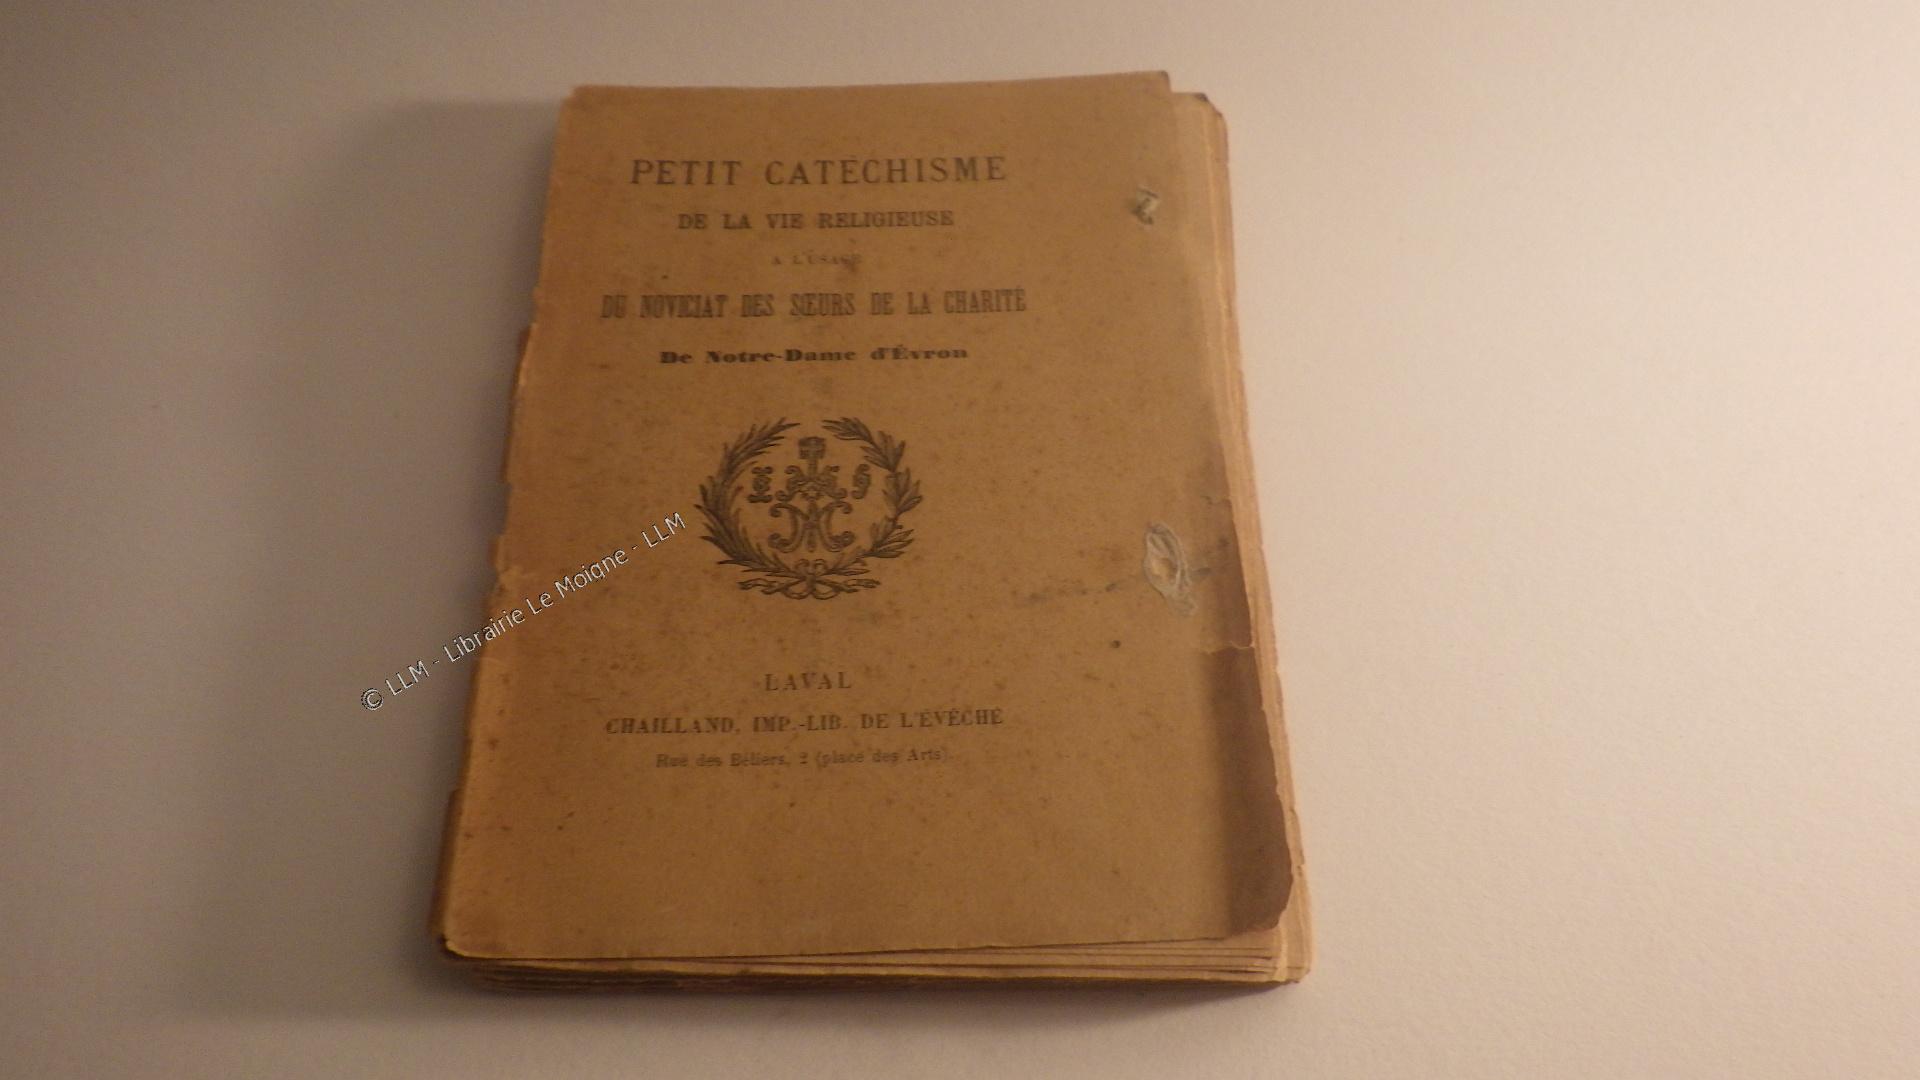 PETIT CATÉCHISME
DE LA VIE RELIGIEUSE
A L'USAGE
DU NOVICIAT DES SŒURS DE LA CHARITÉ
De Notre-Dame d'Évron
LAVAL
CHAILLAND, IMP.-LIB. DE L'ÉVÊCHÉ
Rue des Béliers, 2 (place des Arts).
© LLM - Librairie Le Moigne - LLM